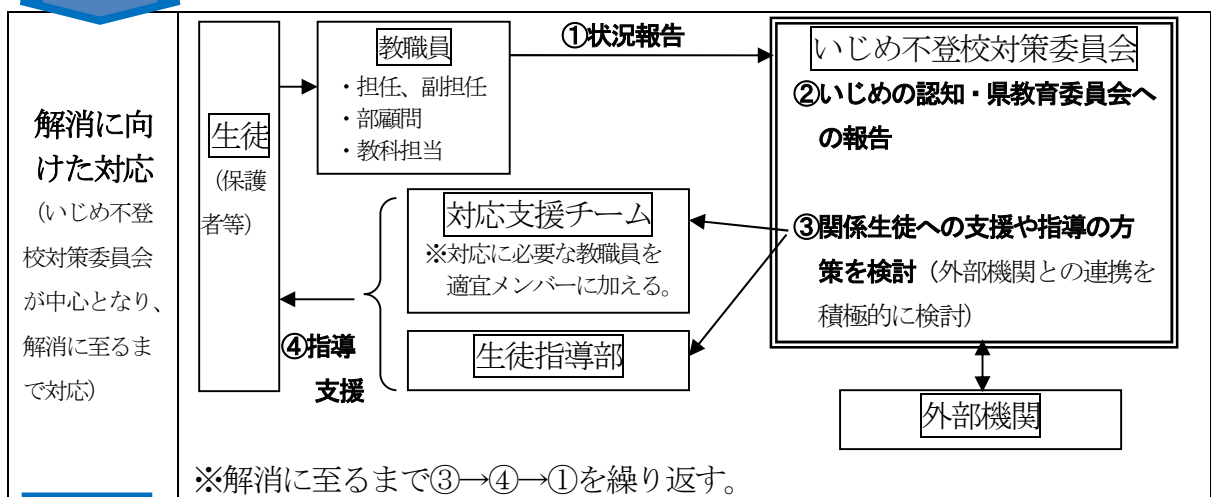 解消に向
けた対応
(いじめ不登
校対策委員会
が中心となり、
解消に至るま
で対応)
生徒
(保護
者等)
教職員
・担任、副担任
・部顧問
・教科担当
①状況報告
いじめ不登校対策委員会
②いじめの認知・県教育委員会へ
の報告
③関係生徒への支援や指導の方
策を検討(外部機関との連携を
積極的に検討)
対応支援チーム
※対応に必要な教職員を
適宜メンバーに加える。
生徒指導部
④指導
支援
外部機関
※解消に至るまで③→④→①を繰り返す。